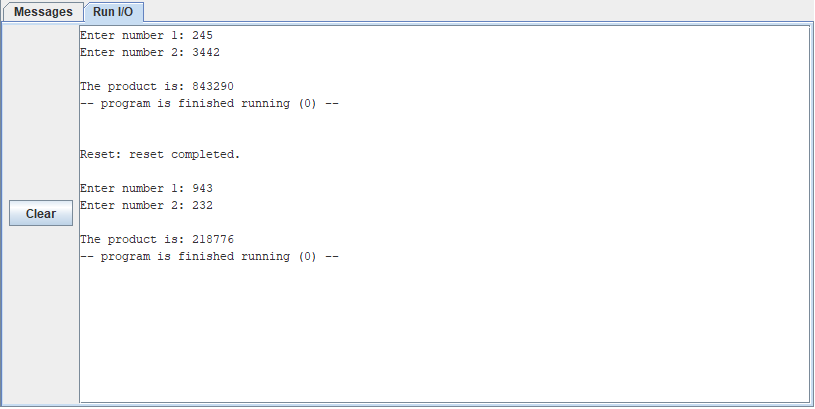 Messages Run I/O
Enter number 1: 245
Enter number 2: 3442
The product is: 843290
-- program is finished running (0) --
Reset: reset completed.
Enter number 1: 943
Clear
Enter number 2: 232
The product is: 218776
-- program is finished running (0) --